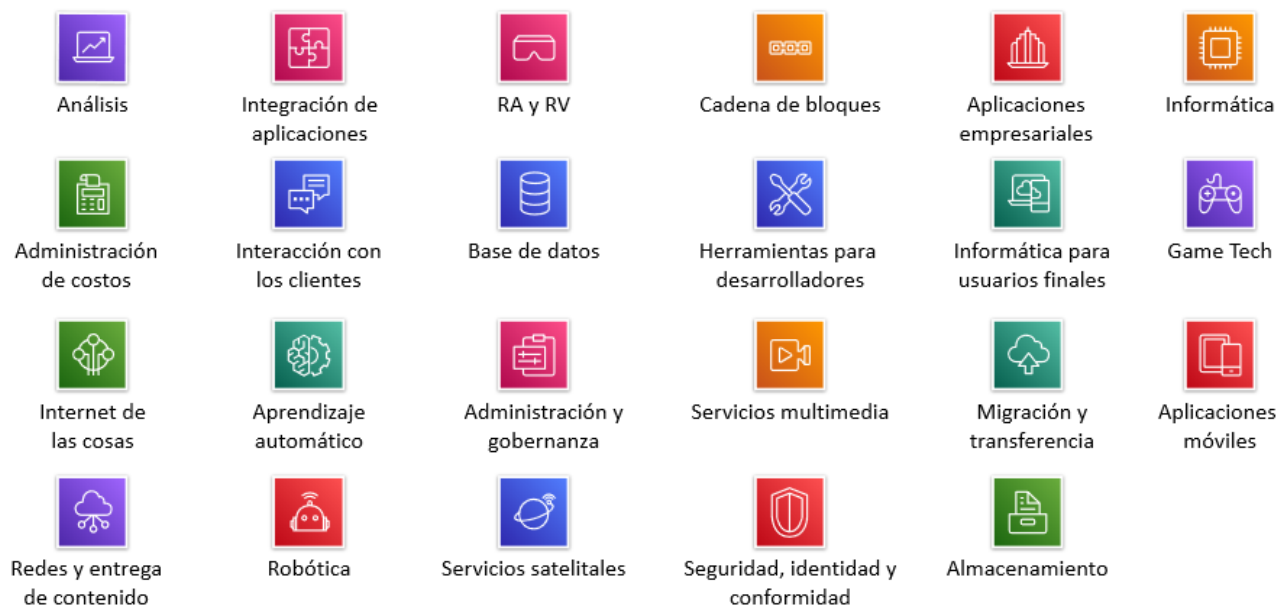 Análisis
Integración de
aplicaciones
RA y RV
Cadena de bloques
Aplicaciones
empresariales
Informática
Administración
de costos
Interacción con
los clientes
Base de datos
Herramientas para
desarrolladores
Informática para
usuarios finales
Game Tech
Internet de
las cosas
Aprendizaje
automático
Administración y
gobernanza
Servicios multimedia
Migración y
transferencia
Aplicaciones
móviles
Redes y entrega
de contenido
Robótica
Servicios satelitales
Seguridad, identidad y
conformidad
Almacenamiento